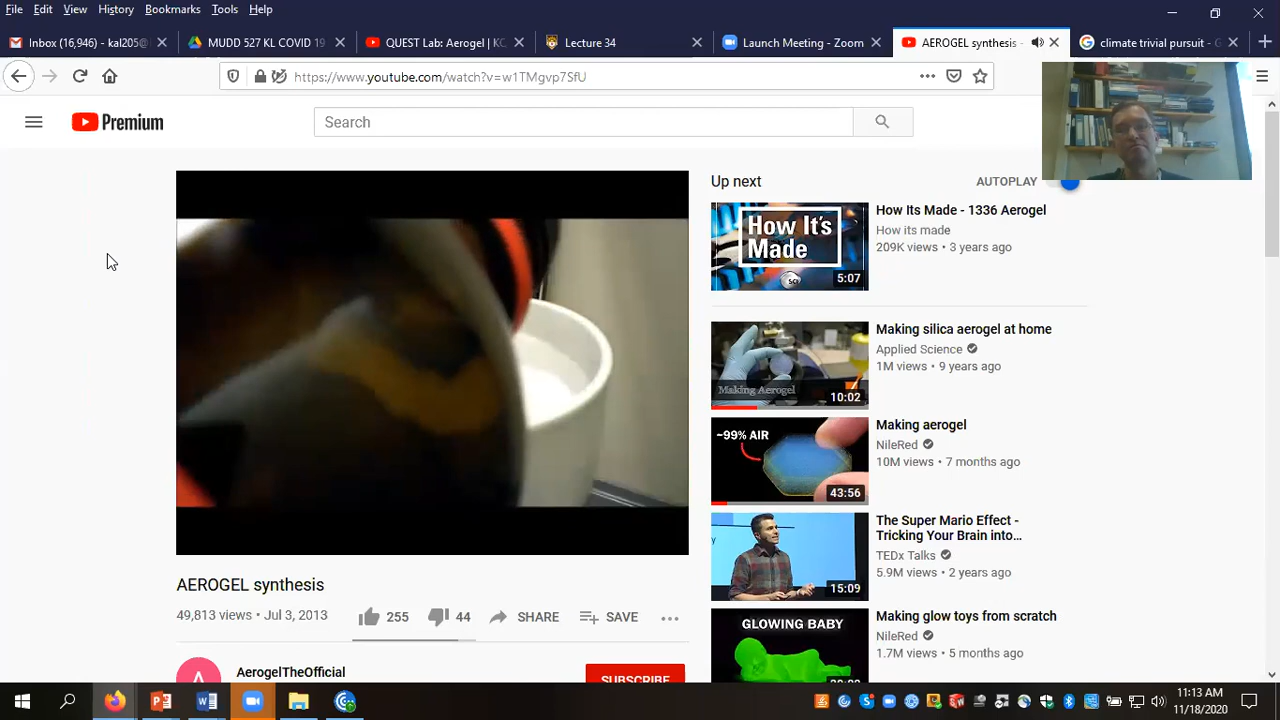 File Edit View History Bookmarks Tools Help
Inbox (16,946) - kal205@
MUDD 527 KL COVID 19
QUEST Lab: Aerogel | KC
Lecture 34
Launch Meeting - Zoom
AEROGEL synthesis -
climate trivial pursuit - G
https://www.youtube.com/watch?v=w1TMgvp7SfU
Premium
Search
Up next
AUTOPLAY
How It's
Made
5:07
How Its Made - 1336 Aerogel
How its made
209K views • 3 years ago
Making Aerogel
10:02
Making silica aerogel at home
Applied Science
1M views • 9 years ago
~99% AIR
43:56
Making aerogel
NileRed
10M views • 7 months ago
15:09
The Super Mario Effect -
Tricking Your Brain into...
TEDx Talks
5.9M views • 2 years ago
GLOWING BABY
Making glow toys from scratch
NileRed
1.7M views • 5 months ago
AEROGEL synthesis
49,813 views • Jul 3, 2013
255
44
SHARE
SAVE
A
AerogelTheOfficial
SUBSCRIBE
11:13 AM
11/18/2020